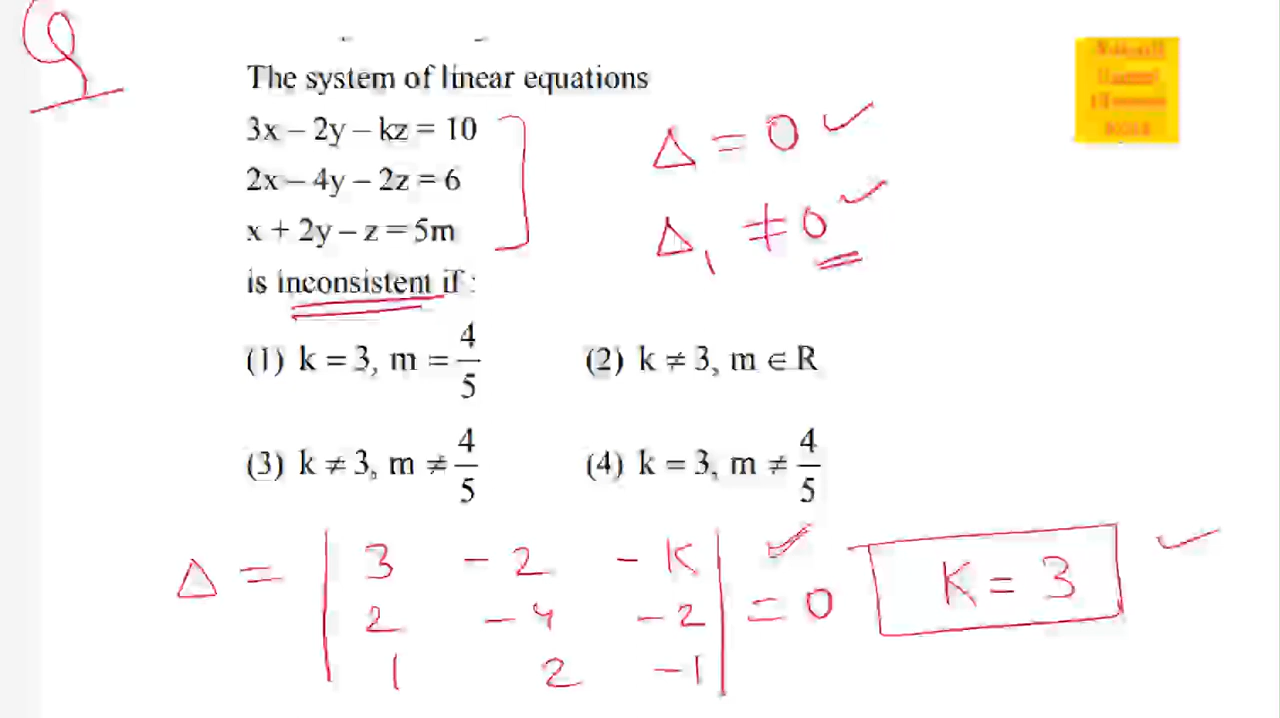 Q
The system of linear equations
3x – 2y – kz = 10
2x – 4y – 2z = 6
x + 2y – z = 5m
is inconsistent if :
Δ = 0 ✓
Δ₁ ≠ 0 ✓
(1) k = 3, m = 4/5 (2) k ≠ 3, m ∈ R
(3) k ≠ 3, m ≠ 4/5 (4) k = 3, m ≠ 4/5
Δ = | 3 -2 -K | ✓
| 2 -4 -2 | = 0 K = 3 ✓
| 1 2 -1 |